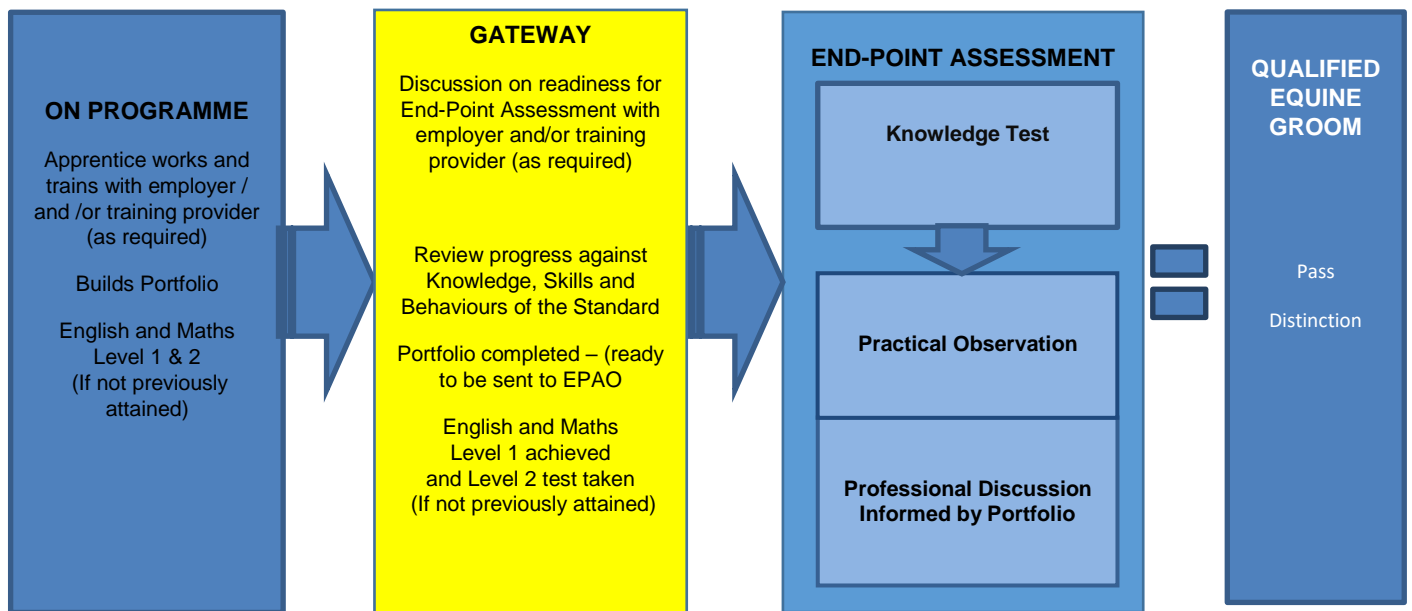 ON PROGRAMME
Apprentice works and
trains with employer /
and /or training provider
(as required)
Builds Portfolio
English and Maths
Level 1 & 2
(If not previously
attained)
GATEWAY
Discussion on readiness for
End-Point Assessment with
employer and/or training
provider (as required)
Review progress against
Knowledge, Skills and
Behaviours of the Standard
Portfolio completed – (ready
to be sent to EPAO
English and Maths
Level 1 achieved
and Level 2 test taken
(If not previously attained)
END-POINT ASSESSMENT
Knowledge Test
Practical Observation
Professional Discussion
Informed by Portfolio
QUALIFIED
EQUINE
GROOM
Pass
Distinction